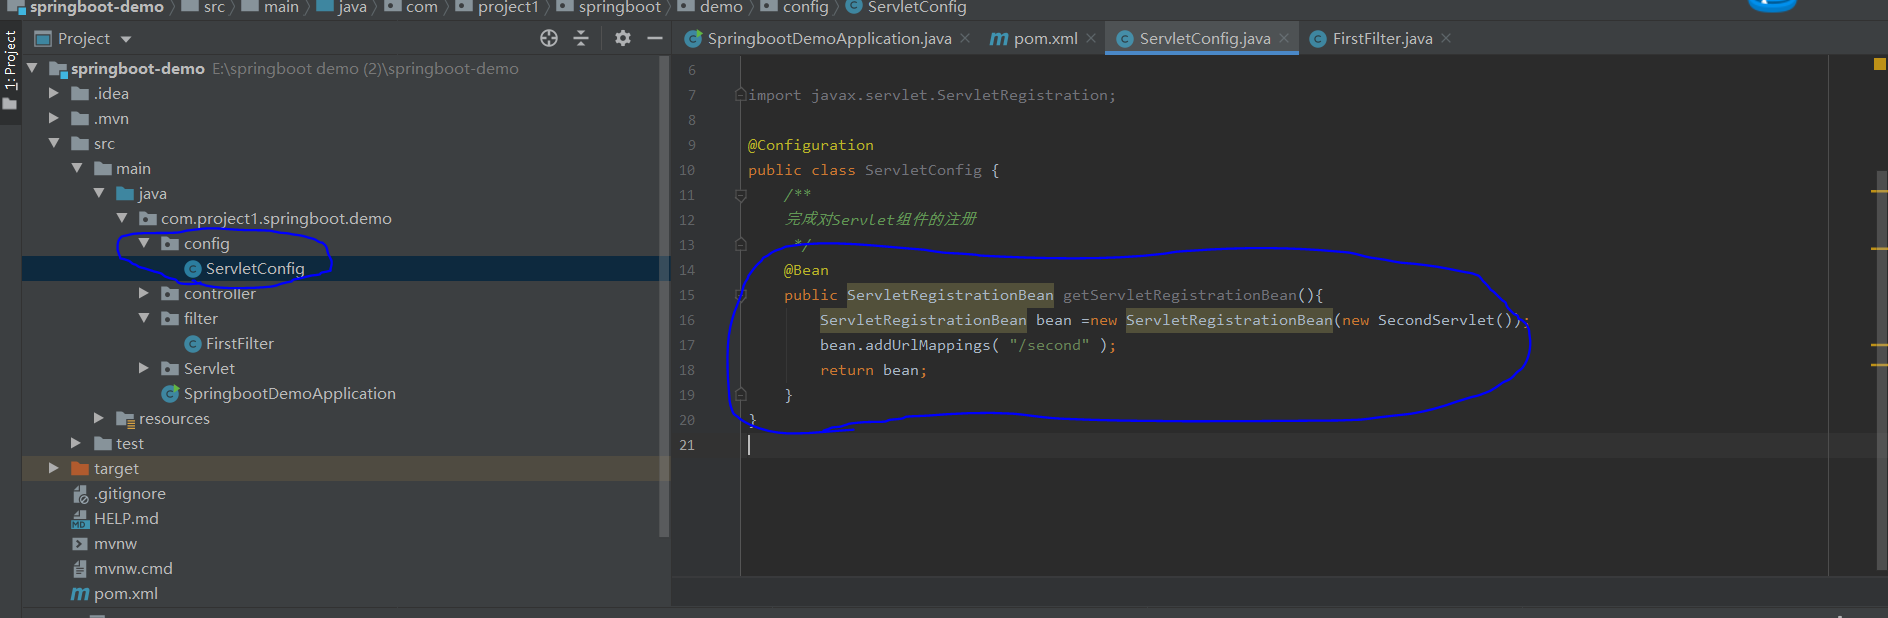 springboot-demo src main java com project1 springboot demo config ServletConfig
1: Project
Project
SpringbootDemoApplication.java
pom.xml
ServletConfig.java
FirstFilter.java
springboot-demo E:\springboot demo (2)\springboot-demo
.idea
.mvn
src
main
java
com.project1.springboot.demo
config
ServletConfig
controller
filter
FirstFilter
Servlet
SpringbootDemoApplication
resources
test
target
.gitignore
HELP.md
mvnw
mvnw.cmd
pom.xml
6
7 import javax.servlet.ServletRegistration;
8
9 @Configuration
10 public class ServletConfig {
11 /**
12 完成对Servlet组件的注册
13 */
14 @Bean
15 public ServletRegistrationBean getServletRegistrationBean(){
16 ServletRegistrationBean bean =new ServletRegistrationBean(new SecondServlet());
17 bean.addUrlMappings( "/second" );
18 return bean;
19 }
20 }
21